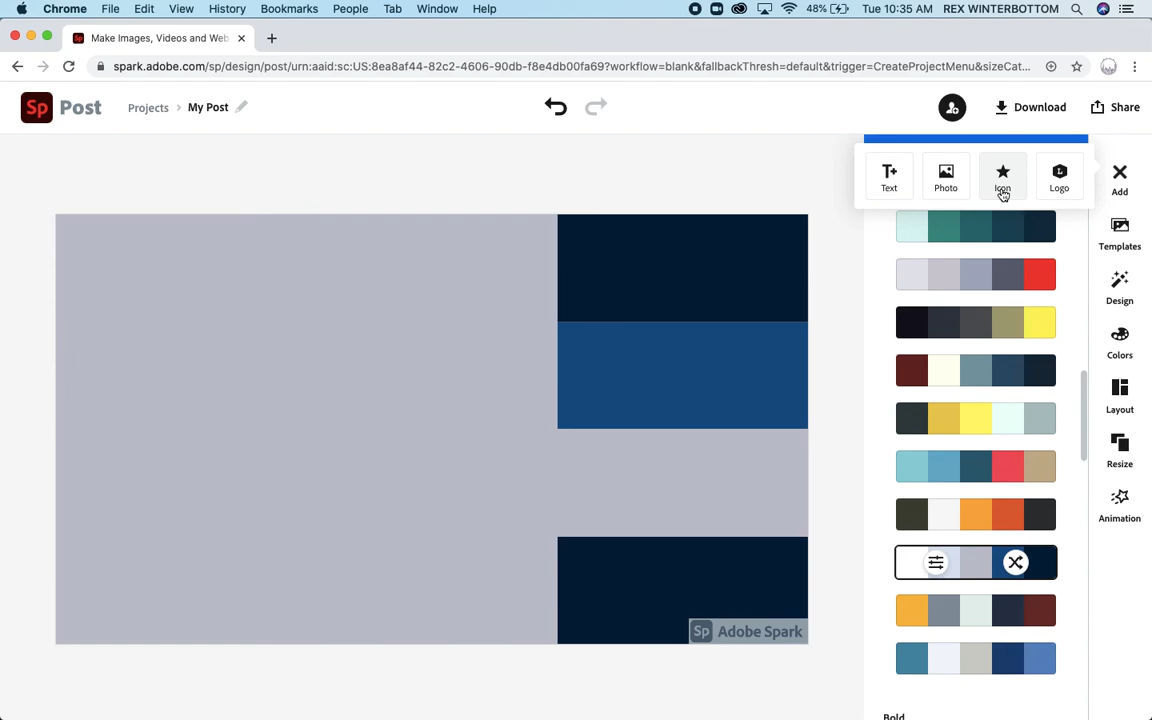 Chrome File Edit View History Bookmarks People Tab Window Help 48% Tue 10:35 AM REX WINTERBOTTOM
Make Images, Videos and Web
spark.adobe.com/sp/design/post/urn:aaid:sc:US:8ea8af44-82c2-4606-90db-f8e4db00fa69?workflow=blank&fallbackThresh=default&trigger=CreateProjectMenu&sizeCat...
Sp Post Projects > My Post Download Share
Text Photo Icon Logo
Add
Templates
Design
Colors
Layout
Resize
Animation
Sp Adobe Spark
Bold